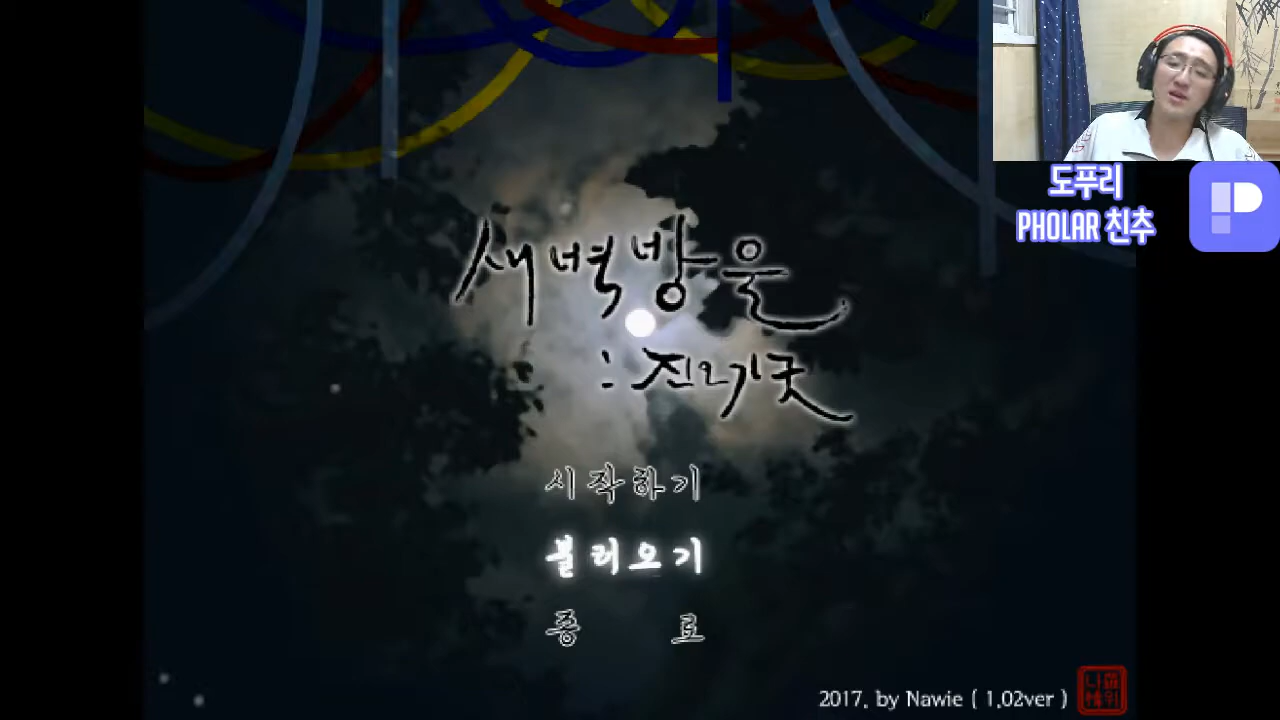 도푸리
PHOLAR 친추
새벽방울
: 진오기굿
시작하기
불러오기
종 료
2017. by Nawie ( 1.02ver )